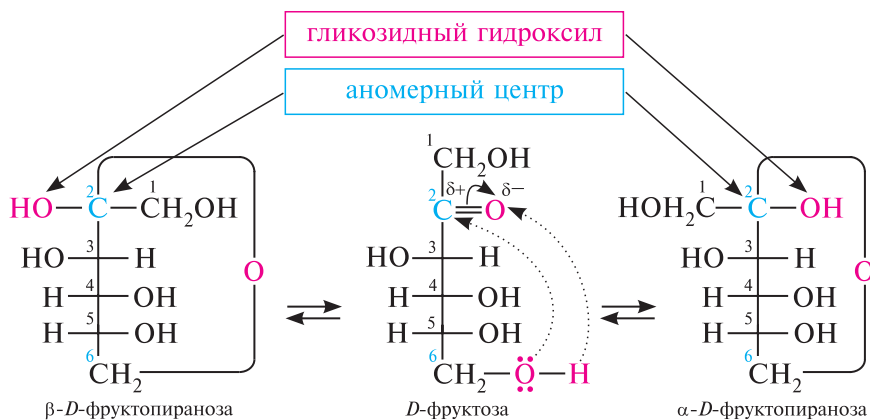 гликозидный гидроксил
аномерный центр
HO 2 C 1 CH₂OH
HO 3 H
H 4 OH
H 5 OH
6 CH₂
O
β-D-фруктопираноза
1 CH₂OH
2 C δ+ O δ−
HO 3 H
H 4 OH
H 5 OH
6 CH₂ O H
D-фруктоза
1 HOH₂C 2 C OH
HO 3 H
H 4 OH
H 5 OH
6 CH₂
O
α-D-фруктопираноза